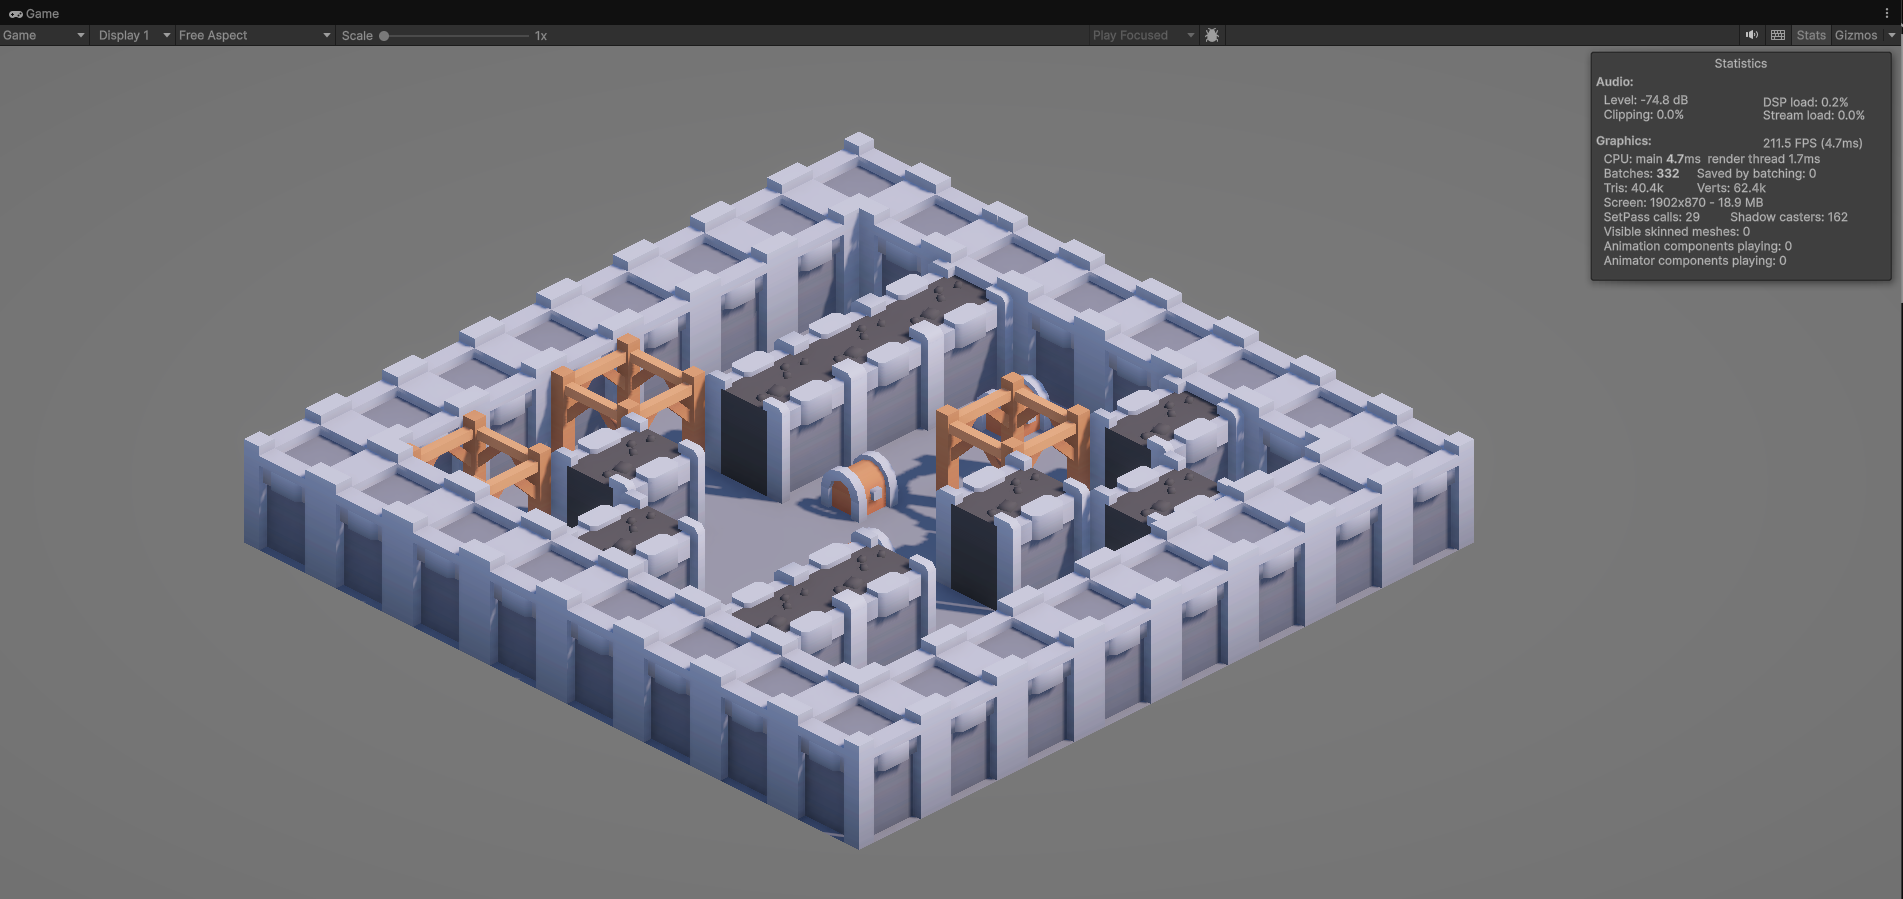 Game
Game Display 1 Free Aspect Scale 1x Play Focused Stats Gizmos
Statistics
Audio:
Level: -74.8 dB DSP load: 0.2%
Clipping: 0.0% Stream load: 0.0%
Graphics: 211.5 FPS (4.7ms)
CPU: main 4.7ms render thread 1.7ms
Batches: 332 Saved by batching: 0
Tris: 40.4k Verts: 62.4k
Screen: 1902x870 - 18.9 MB
SetPass calls: 29 Shadow casters: 162
Visible skinned meshes: 0
Animation components playing: 0
Animator components playing: 0